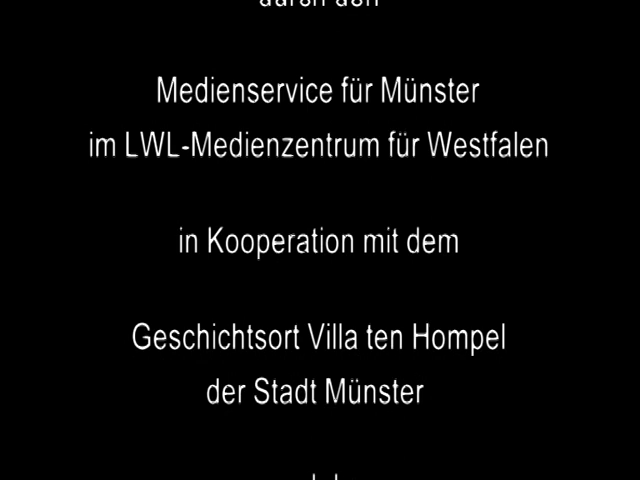 Medienservice für Münster
im LWL-Medienzentrum für Westfalen
in Kooperation mit dem
Geschichtsort Villa ten Hompel
der Stadt Münster